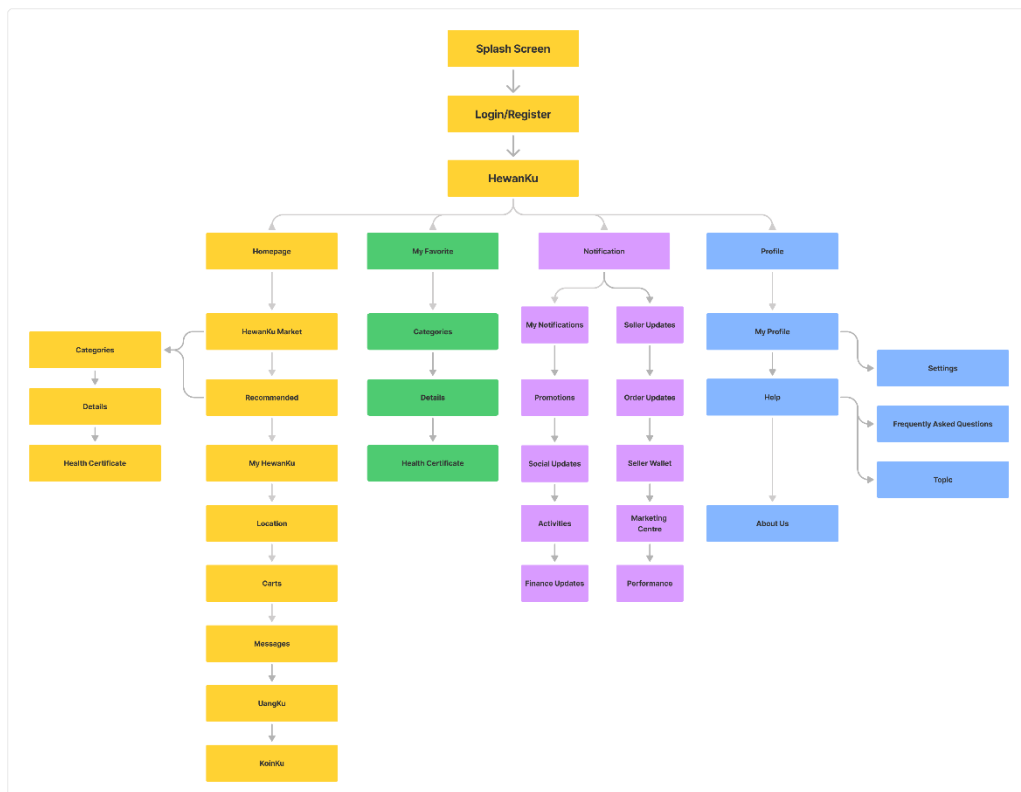 Splash Screen
Login/Register
HewanKu
Homepage
My Favorite
Notification
Profile
HewanKu Market
Categories
My Notifications
Seller Updates
My Profile
Categories
Settings
Recommended
Details
Promotions
Order Updates
Help
Details
Frequently Asked Questions
My HewanKu
Health Certificate
Social Updates
Seller Wallet
Health Certificate
Topic
Location
Activities
Marketing
Centre
About Us
Carts
Finance Updates
Performance
Messages
UangKu
KoinKu